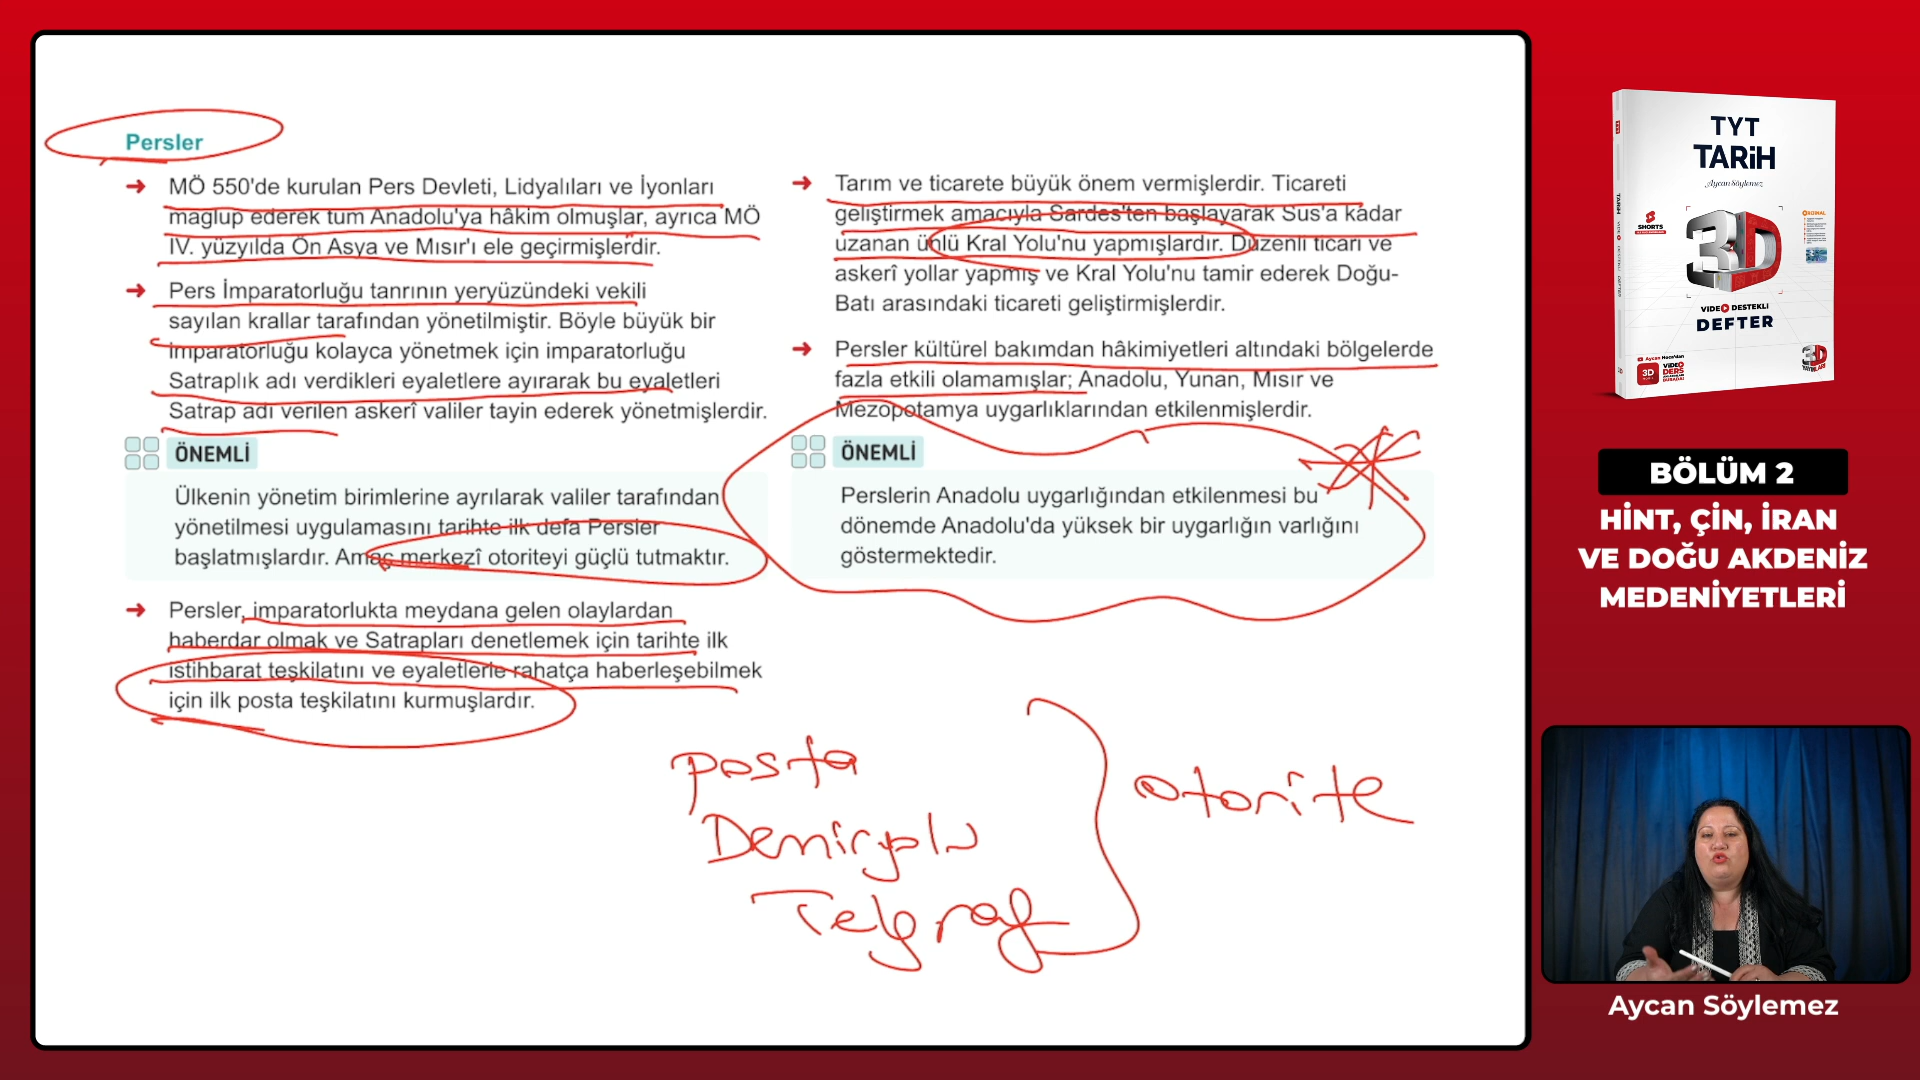 Persler
→ MÖ 550'de kurulan Pers Devleti, Lidyalıları ve İyonları
mağlup ederek tüm Anadolu'ya hâkim olmuşlar, ayrıca MÖ
IV. yüzyılda Ön Asya ve Mısır'ı ele geçirmişlerdir.
→ Pers İmparatorluğu tanrının yeryüzündeki vekili
sayılan krallar tarafından yönetilmiştir. Böyle büyük bir
imparatorluğu kolayca yönetmek için imparatorluğu
Satraplık adı verdikleri eyaletlere ayırarak bu eyaletleri
Satrap adı verilen askerî valiler tayin ederek yönetmişlerdir.
ÖNEMLİ
Ülkenin yönetim birimlerine ayrılarak valiler tarafından
yönetilmesi uygulamasını tarihte ilk defa Persler
başlatmışlardır. Amaç merkezî otoriteyi güçlü tutmaktır.
→ Persler, imparatorlukta meydana gelen olaylardan
haberdar olmak ve Satrapları denetlemek için tarihte ilk
istihbarat teşkilatını ve eyaletlerle rahatça haberleşebilmek
için ilk posta teşkilatını kurmuşlardır.
→ Tarım ve ticarete büyük önem vermişlerdir. Ticareti
geliştirmek amacıyla Sardes'ten başlayarak Sus'a kadar
uzanan ünlü Kral Yolu'nu yapmışlardır. Düzenli ticari ve
askerî yollar yapmış ve Kral Yolu'nu tamir ederek Doğu-
Batı arasındaki ticareti geliştirmişlerdir.
→ Persler kültürel bakımdan hâkimiyetleri altındaki bölgelerde
fazla etkili olamamışlar; Anadolu, Yunan, Mısır ve
Mezopotamya uygarlıklarından etkilenmişlerdir.
ÖNEMLİ
Perslerin Anadolu uygarlığından etkilenmesi bu
dönemde Anadolu'da yüksek bir uygarlığın varlığını
göstermektedir.
posta
Demiryolu
Telgraf
otorite
TYT
TARİH
Aycan Söylemez
SHORTS
3D
VIDEO DESTEKLİ
DEFTER
3D
BÖLÜM 2
HİNT, ÇİN, İRAN
VE DOĞU AKDENİZ
MEDENİYETLERİ
Aycan Söylemez